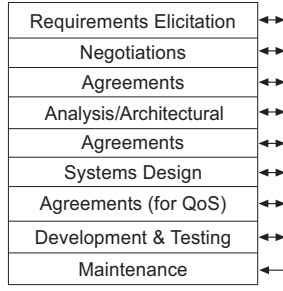 Requirements Elicitation
Negotiations
Agreements
Analysis/Architectural
Agreements
Systems Design
Agreements (for QoS)
Development & Testing
Maintenance